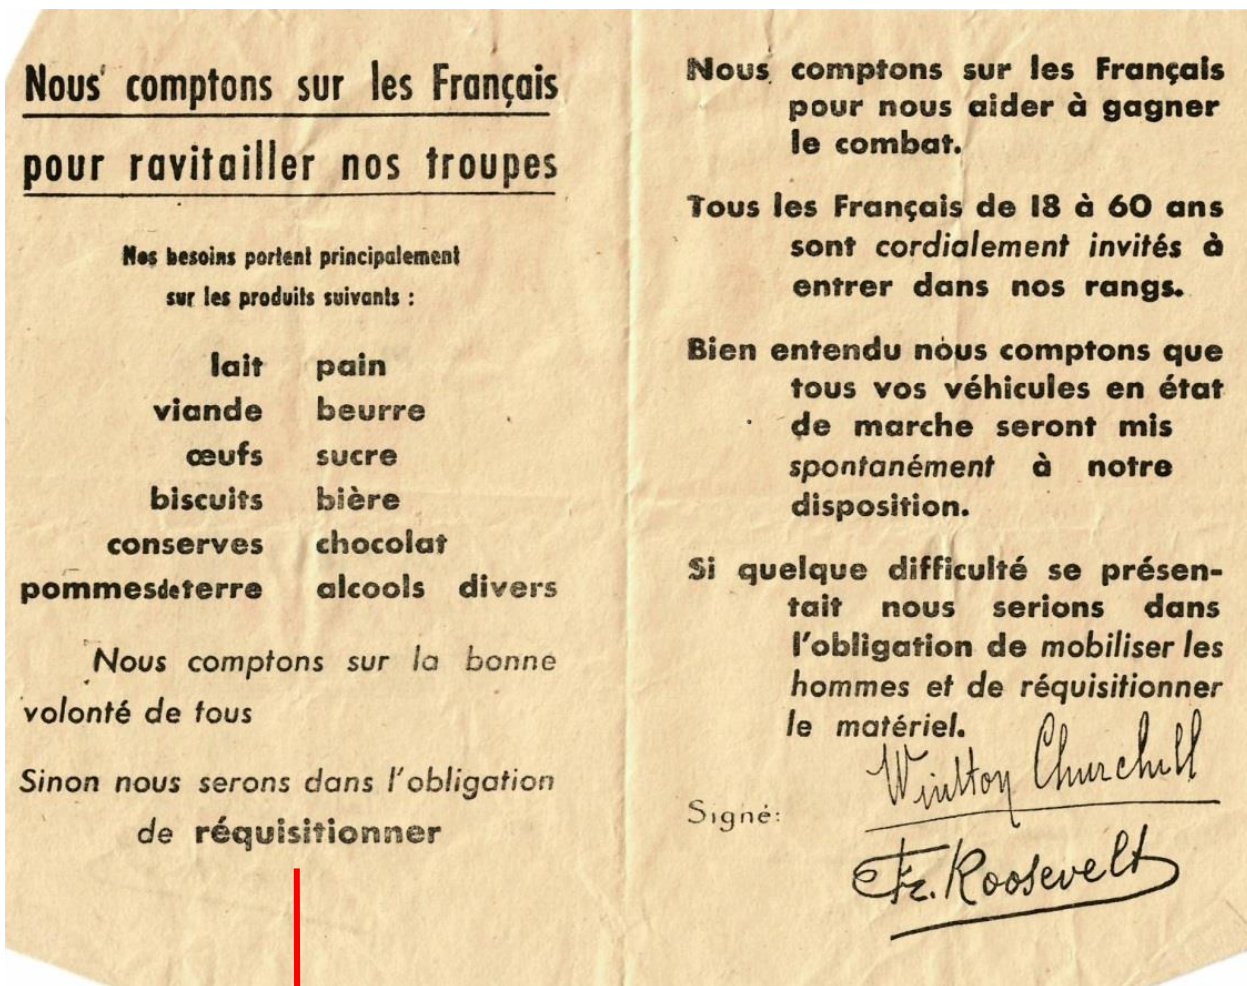 Nous comptons sur les Français
pour ravitailler nos troupes
Nos besoins portent principalement
sur les produits suivants :
lait pain
viande beurre
œufs sucre
biscuits bière
conserves chocolat
pommes de terre alcools divers
Nous comptons sur la bonne
volonté de tous
Sinon nous serons dans l'obligation
de réquisitionner
Nous comptons sur les Français
pour nous aider à gagner
le combat.
Tous les Français de 18 à 60 ans
sont cordialement invités à
entrer dans nos rangs.
Bien entendu nous comptons que
tous vos véhicules en état
de marche seront mis
spontanément à notre
disposition.
Si quelque difficulté se présen-
tait nous serions dans
l'obligation de mobiliser les
hommes et de réquisitionner
le matériel.
Signé:
Winston Churchill
Fr. Roosevelt